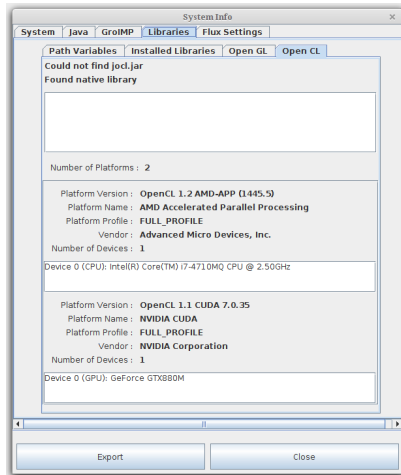 System Info
System Java GroIMP Libraries Flux Settings
Path Variables Installed Libraries Open GL Open CL
Could not find jocl.jar
Found native library
Number of Platforms : 2
Platform Version : OpenCL 1.2 AMD-APP (1445.5)
Platform Name : AMD Accelerated Parallel Processing
Platform Profile : FULL_PROFILE
Vendor : Advanced Micro Devices, Inc.
Number of Devices : 1
Device 0 (CPU): Intel(R) Core(TM) i7-4710MQ CPU @ 2.50GHz
Platform Version : OpenCL 1.1 CUDA 7.0.35
Platform Name : NVIDIA CUDA
Platform Profile : FULL_PROFILE
Vendor : NVIDIA Corporation
Number of Devices : 1
Device 0 (GPU): GeForce GTX880M
Export Close